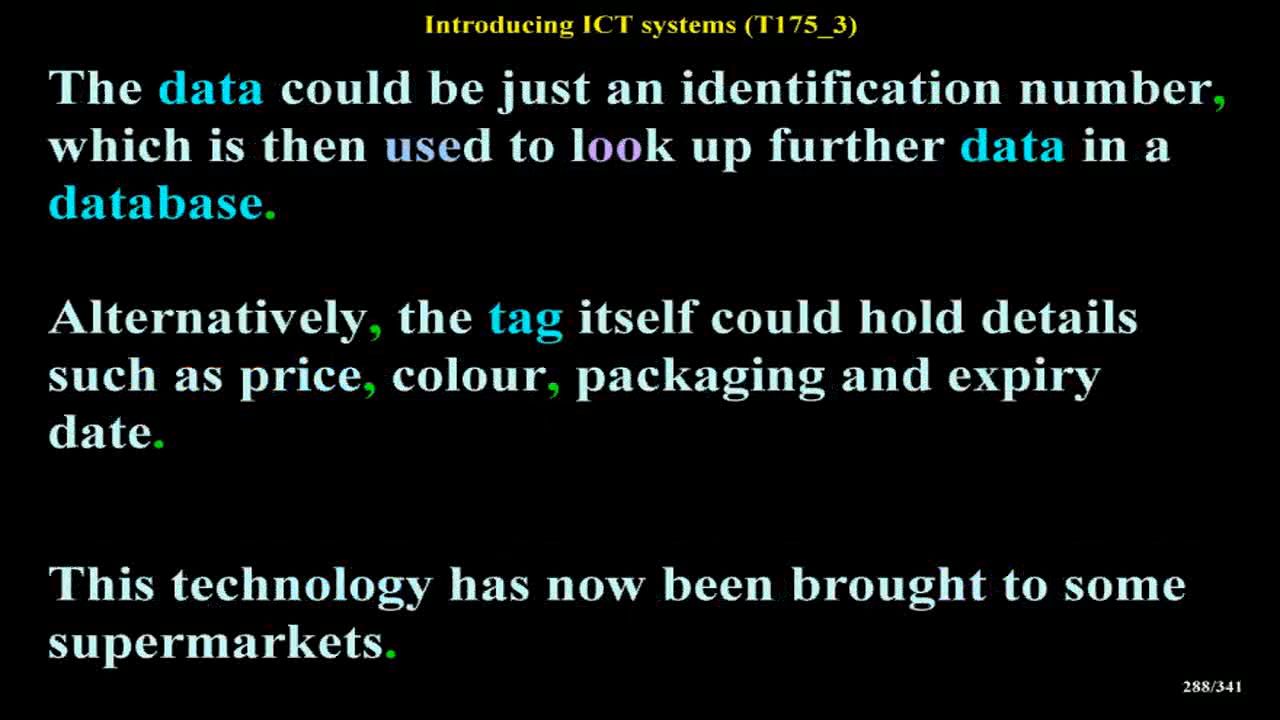 Introducing ICT systems (T175_3)
The data could be just an identification number,
which is then used to look up further data in a
database.
Alternatively, the tag itself could hold details
such as price, colour, packaging and expiry
date.
This technology has now been brought to some
supermarkets.
288/341